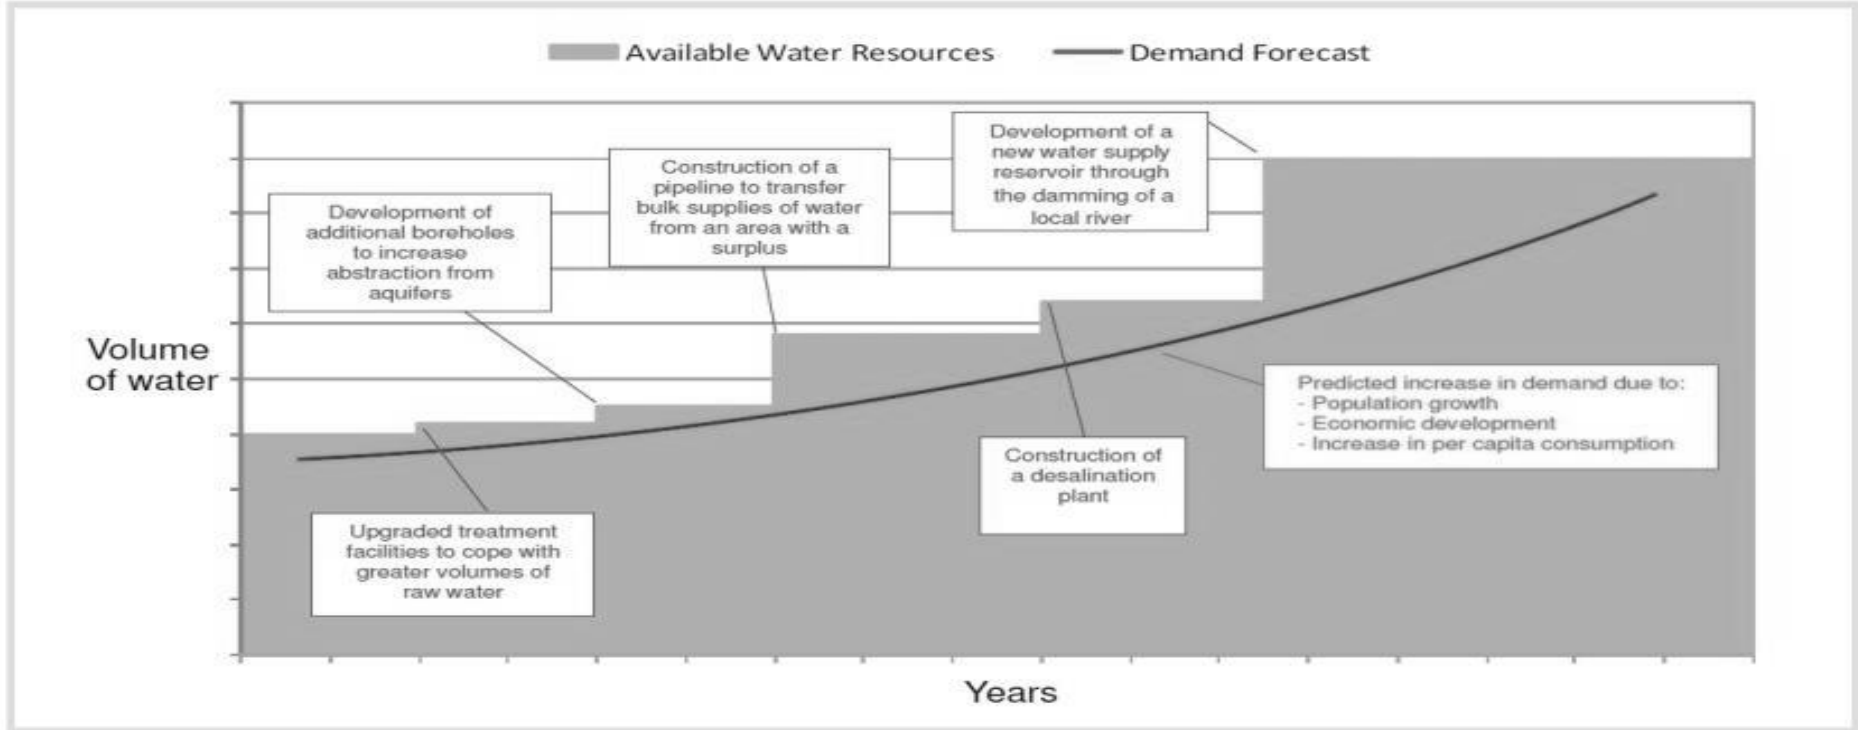 Available Water Resources
Demand Forecast
Development of a
new water supply
reservoir through
the damming of a
local river
Construction of a
pipeline to transfer
bulk supplies of water
from an area with a
surplus
Development of
additional boreholes
to increase
abstraction from
aquifers
Volume
of water
Predicted increase in demand due to:
- Population growth
- Economic development
- Increase in per capita consumption
Construction of
a desalination
plant
Upgraded treatment
facilities to cope with
greater volumes of
raw water
Years